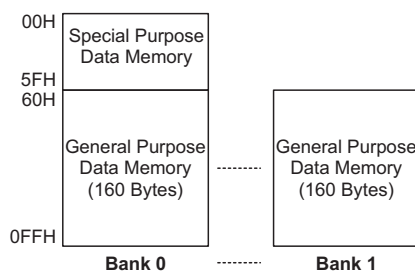 00H
Special Purpose
Data Memory
5FH
60H
General Purpose
Data Memory
(160 Bytes)
General Purpose
Data Memory
(160 Bytes)
0FFH
Bank 0
Bank 1